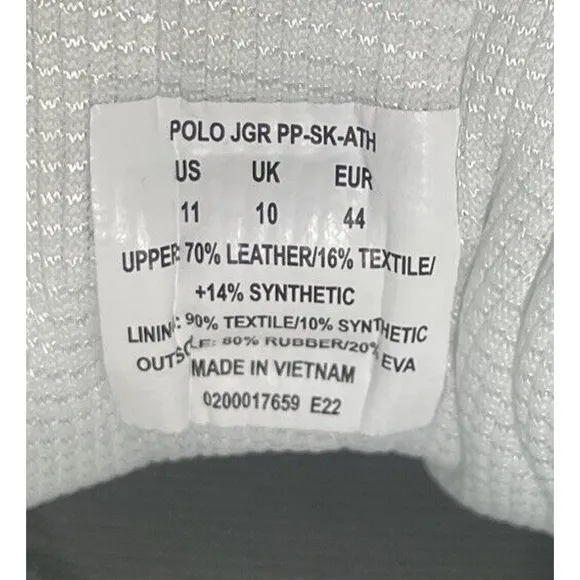 POLO JGR PP-SK-ATH
US UK EUR
11 10 44
UPPER: 70% LEATHER/16% TEXTILE/
+14% SYNTHETIC
LINING: 90% TEXTILE/10% SYNTHETIC
OUTSOLE: 80% RUBBER/20% EVA
MADE IN VIETNAM
0200017659 E22